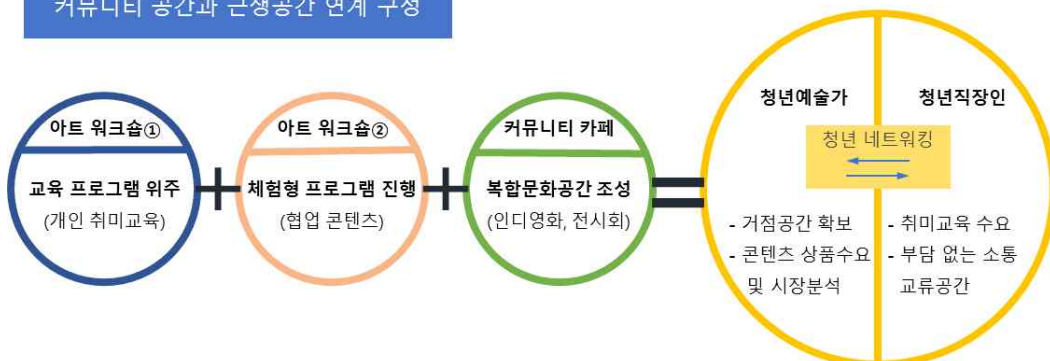 커뮤니티 공간과 근생공간 연계 구성
아트 워크숍①
교육 프로그램 위주
(개인 취미교육)
아트 워크숍②
체험형 프로그램 진행
(협업 콘텐츠)
커뮤니티 카페
복합문화공간 조성
(인디영화, 전시회)
청년예술가
청년직장인
청년 네트워킹
- 거점공간 확보
- 콘텐츠 상품수요
및 시장분석
- 취미교육 수요
- 부담 없는 소통
교류공간